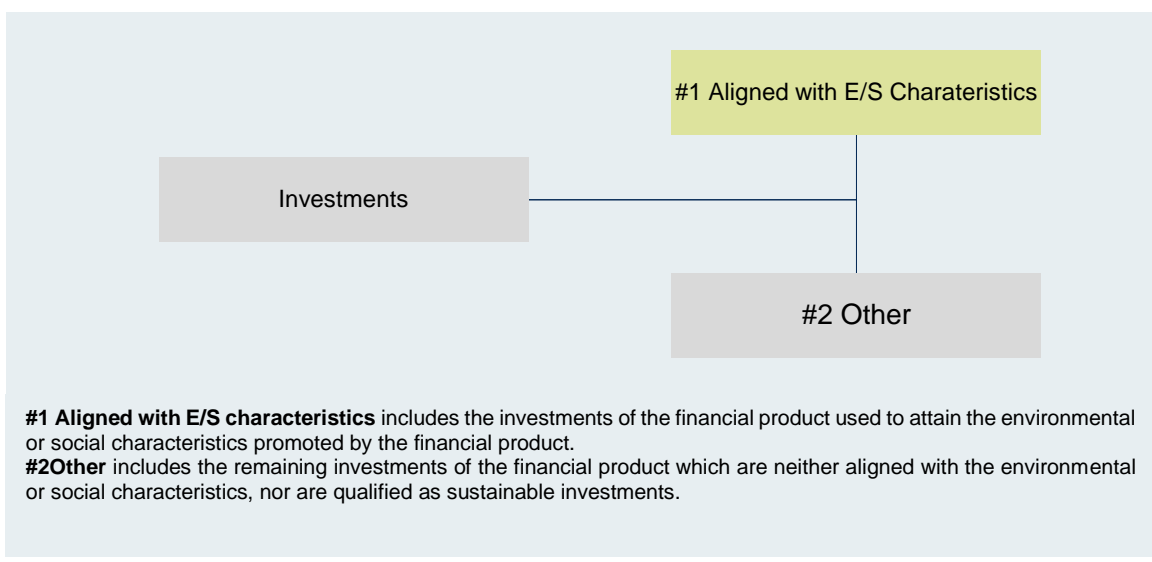 #1 Aligned with E/S Charateristics
Investments
#2 Other
#1 Aligned with E/S characteristics includes the investments of the financial product used to attain the environmental
or social characteristics promoted by the financial product.
#2Other includes the remaining investments of the financial product which are neither aligned with the environmental
or social characteristics, nor are qualified as sustainable investments.